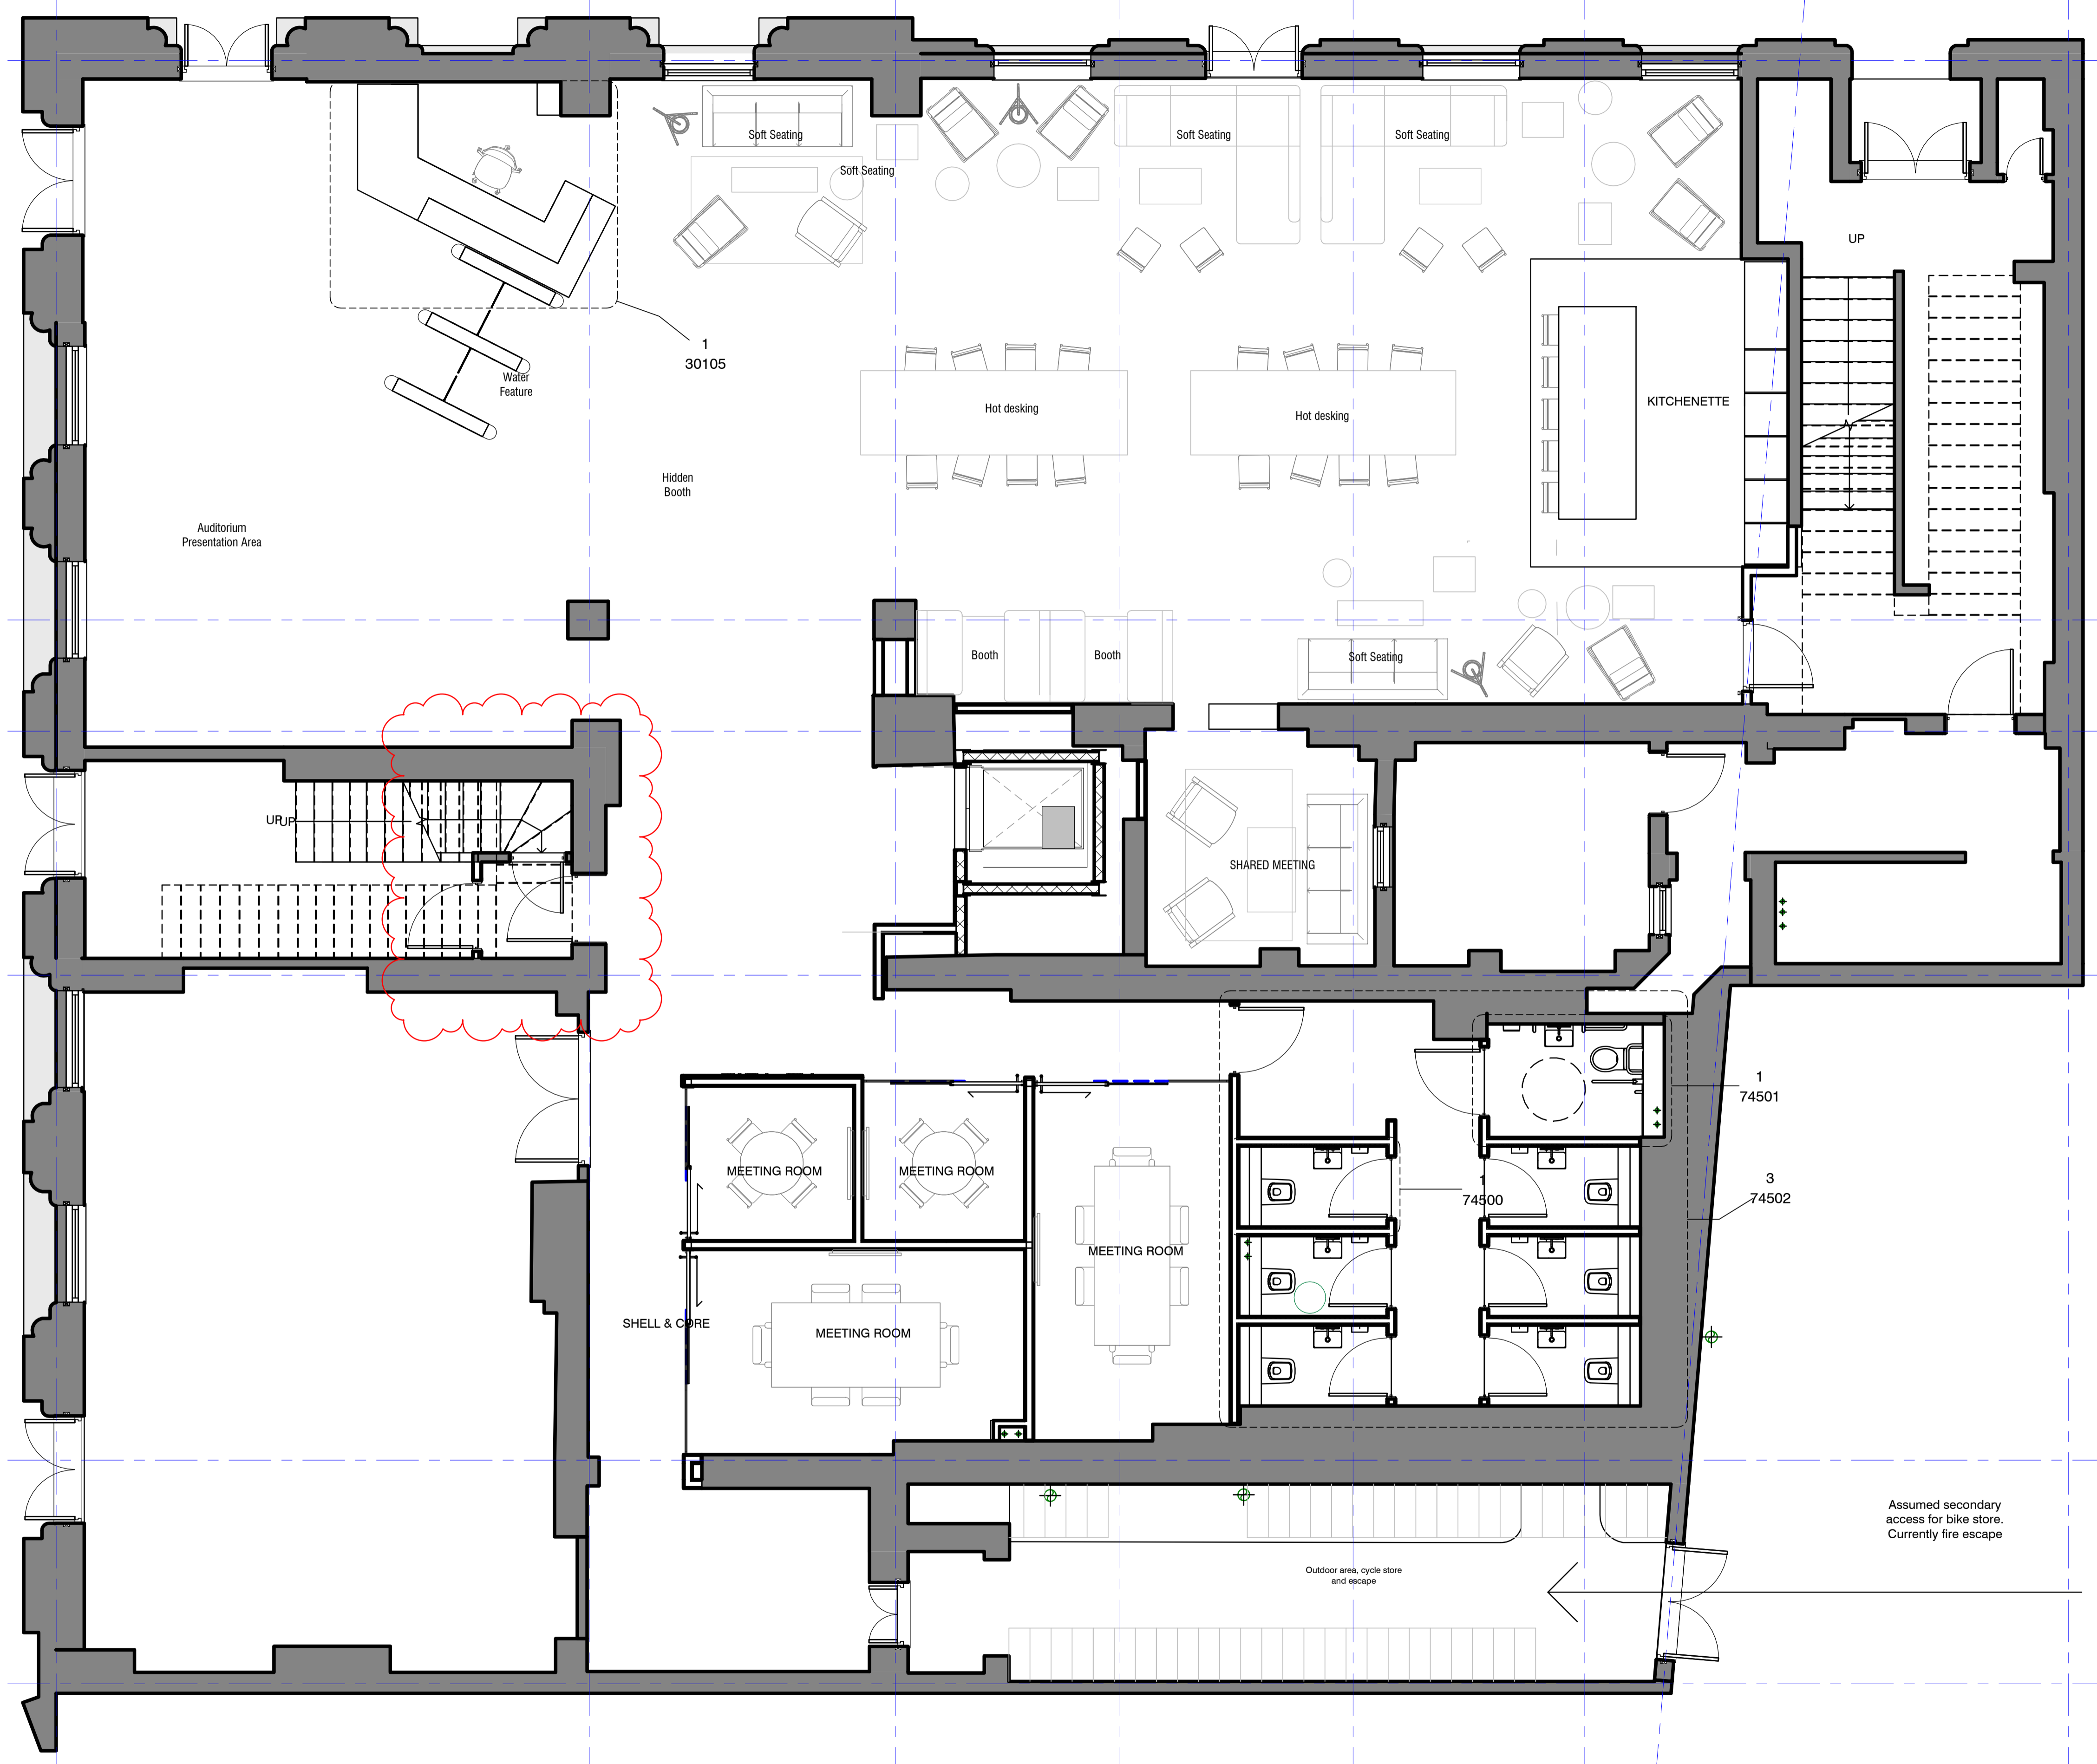 Soft Seating
Soft Seating
Soft Seating
Soft Seating
UP
1
30105
Water
Feature
Hot desking
Hot desking
KITCHENETTE
Hidden
Booth
Auditorium
Presentation Area
Booth
Booth
Soft Seating
UP
UP
SHARED MEETING
1
74501
MEETING ROOM
MEETING ROOM
1
74500
3
74502
MEETING ROOM
SHELL & CORE
MEETING ROOM
Assumed secondary
access for bike store.
Currently fire escape
Outdoor area, cycle store
and escape